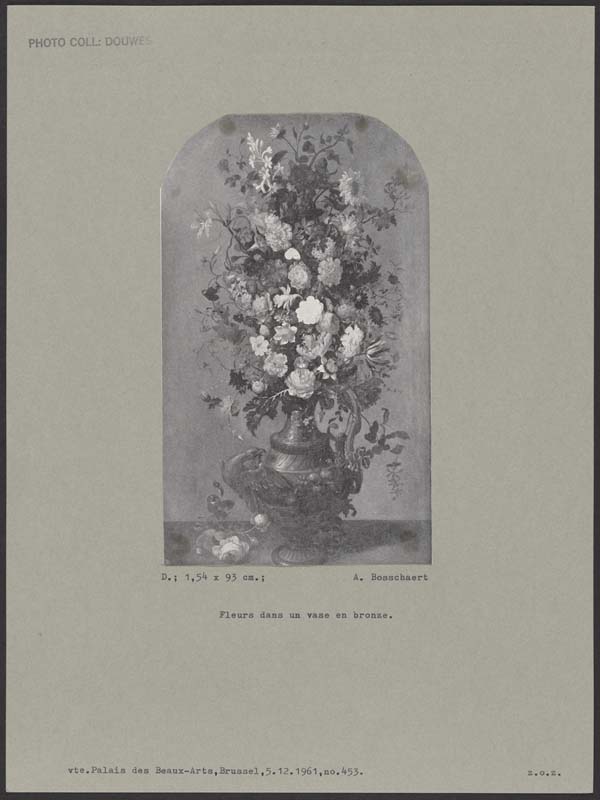 PHOTO COLL: DOUWES
D.; 1,54 x 93 cm.; A. Bosschaert
Fleurs dans un vase en bronze.
vte.Palais des Beaux-Arts,Brussel,5.12.1961,no.453. z.o.z.